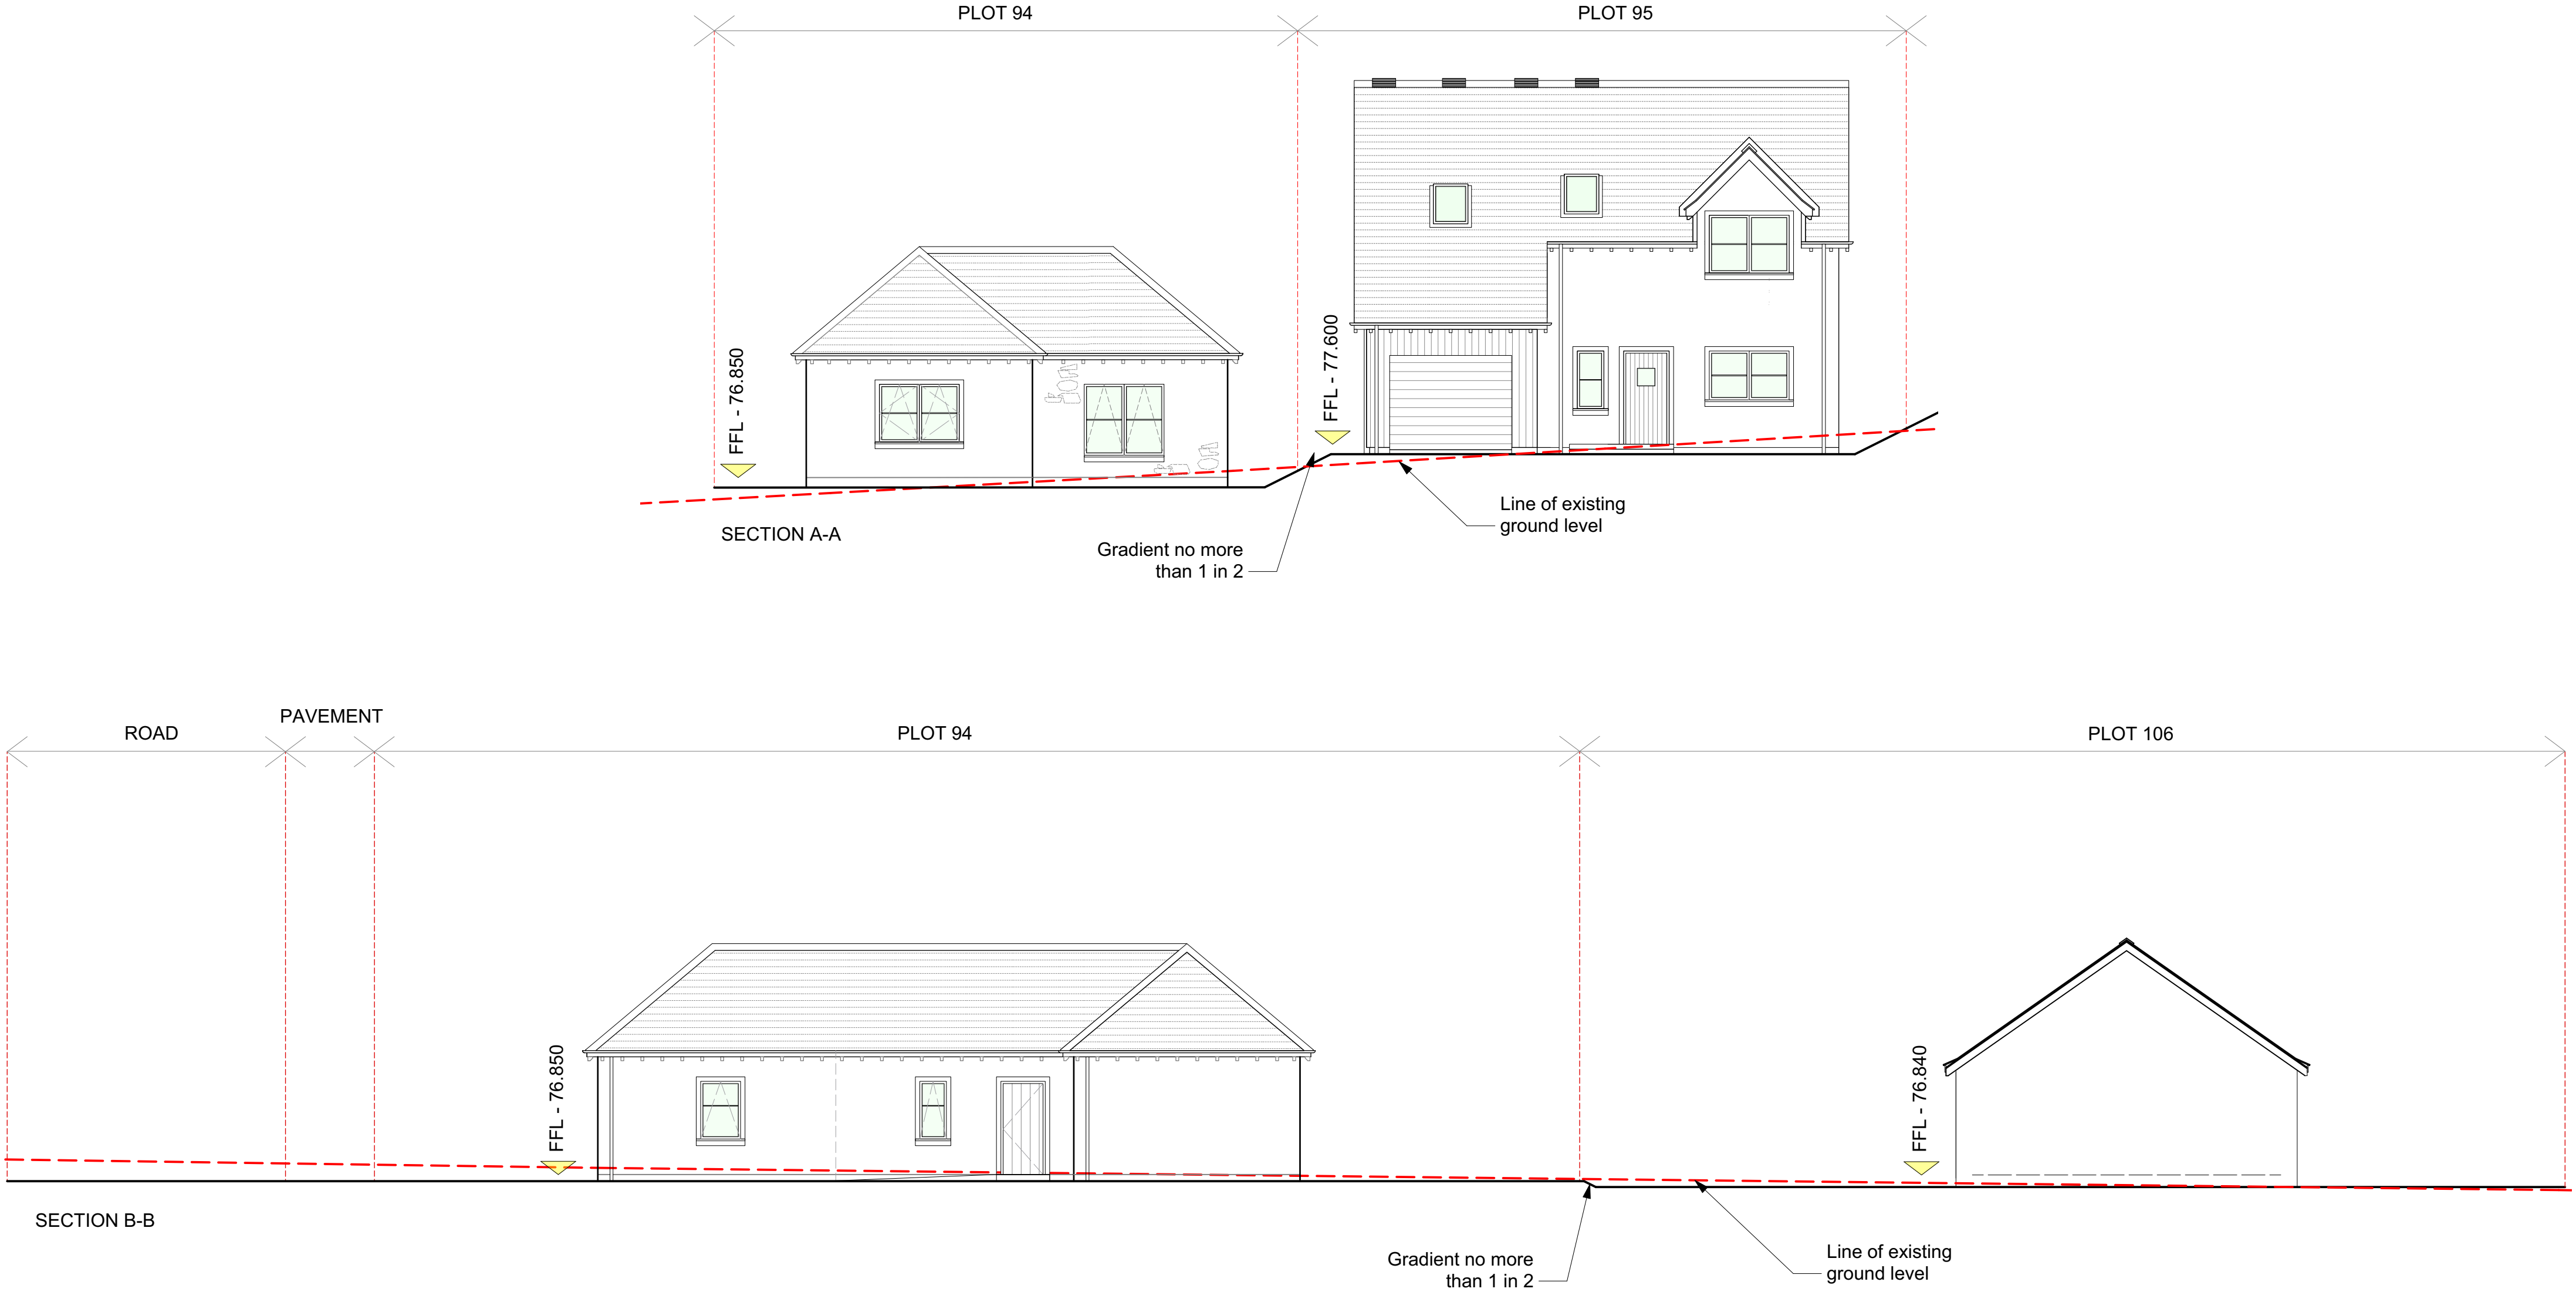 PLOT 94
PLOT 95
FFL - 76.850
FFL - 77.600
Line of existing
ground level
SECTION A-A
Gradient no more
than 1 in 2
PAVEMENT
ROAD
PLOT 94
PLOT 106
FFL - 76.850
FFL - 76.840
SECTION B-B
Gradient no more
than 1 in 2
Line of existing
ground level